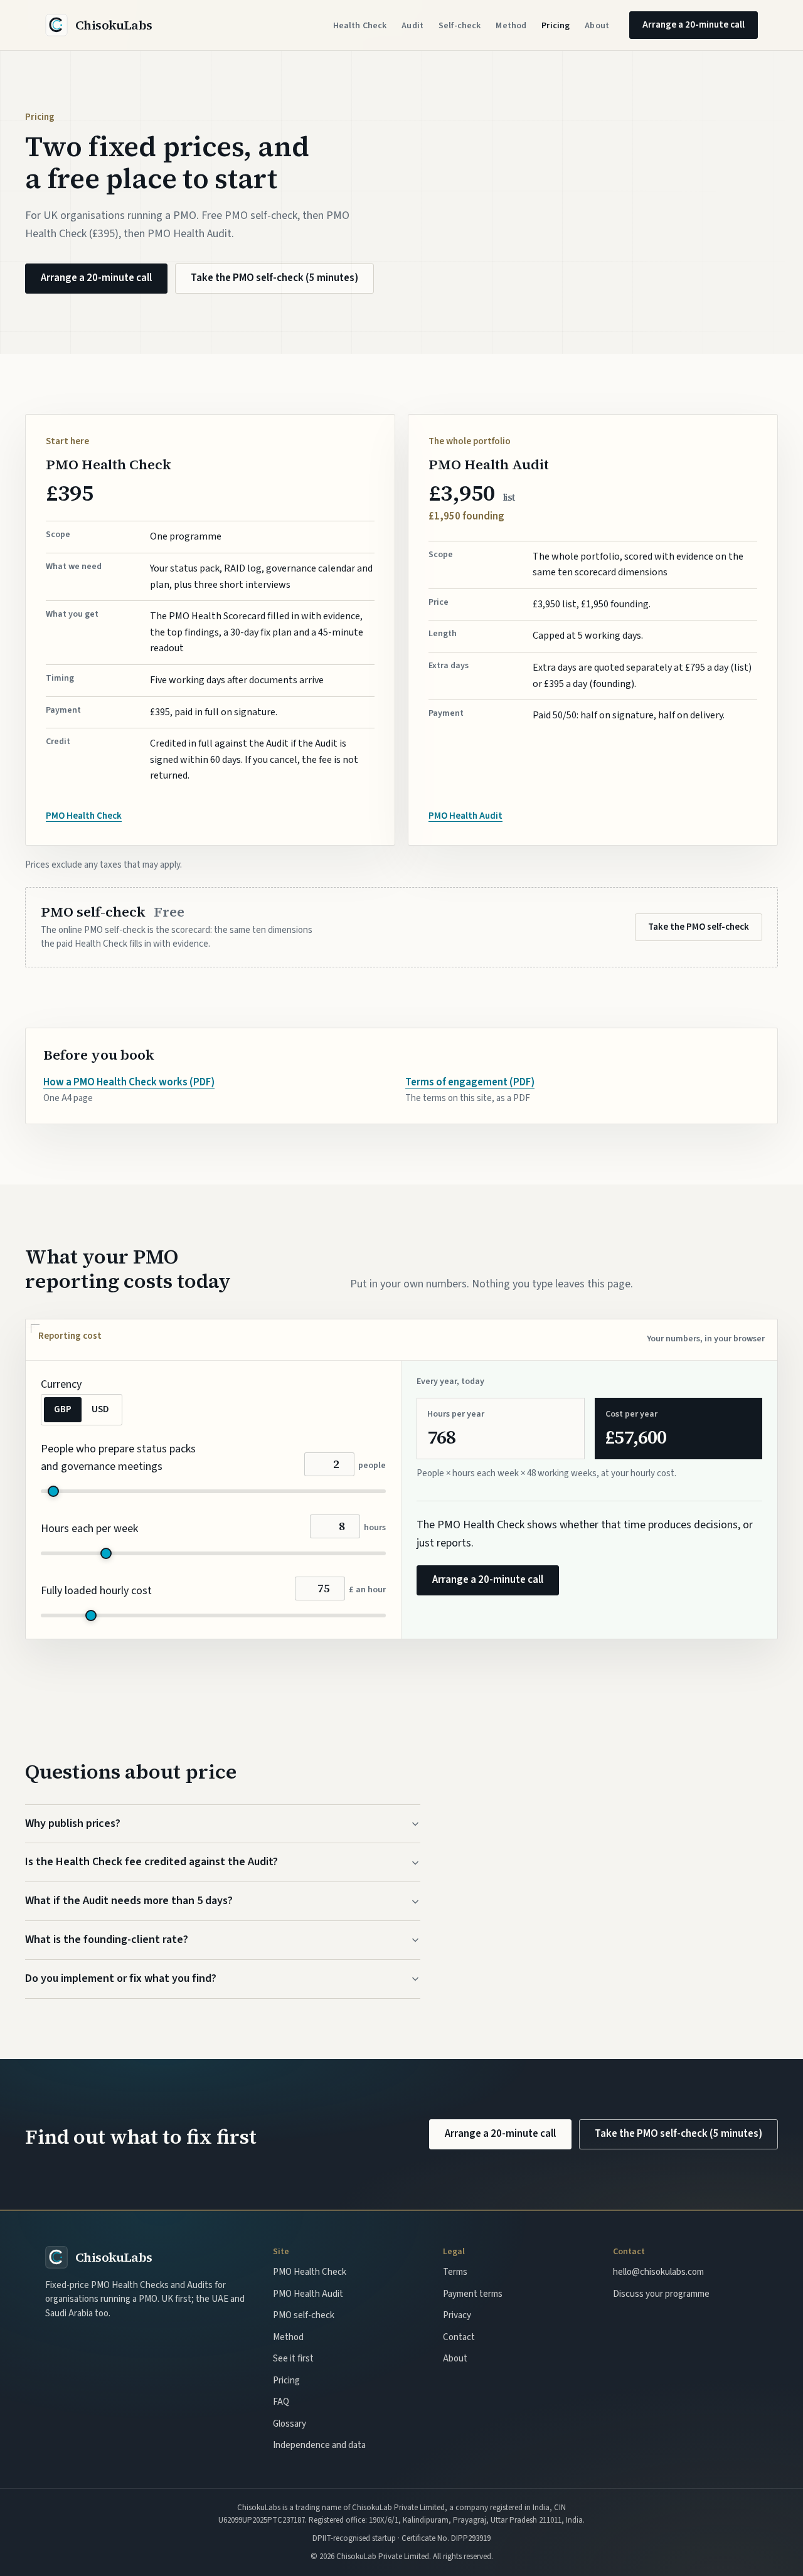 ChisokuLabs
Health Check
Audit
Self-check
Method
Pricing
About
Arrange a 20-minute call
Pricing
Two fixed prices, and
a free place to start
For UK organisations running a PMO. Free PMO self-check, then PMO
Health Check (£395), then PMO Health Audit.
Arrange a 20-minute call
Take the PMO self-check (5 minutes)
Start here
PMO Health Check
£395
Scope
One programme
What we need
Your status pack, RAID log, governance calendar and
plan, plus three short interviews
What you get
The PMO Health Scorecard filled in with evidence,
the top findings, a 30-day fix plan and a 45-minute
readout
Timing
Five working days after documents arrive
Payment
£395, paid in full on signature.
Credit
Credited in full against the Audit if the Audit is
signed within 60 days. If you cancel, the fee is not
returned.
PMO Health Check
The whole portfolio
PMO Health Audit
£3,950 list
£1,950 founding
Scope
The whole portfolio, scored with evidence on the
same ten scorecard dimensions
Price
£3,950 list, £1,950 founding.
Length
Capped at 5 working days.
Extra days
Extra days are quoted separately at £795 a day (list)
or £395 a day (founding).
Payment
Paid 50/50: half on signature, half on delivery.
PMO Health Audit
Prices exclude any taxes that may apply.
PMO self-check Free
The online PMO self-check is the scorecard: the same ten dimensions
the paid Health Check fills in with evidence.
Take the PMO self-check
Before you book
How a PMO Health Check works (PDF)
One A4 page
Terms of engagement (PDF)
The terms on this site, as a PDF
What your PMO
reporting costs today
Put in your own numbers. Nothing you type leaves this page.
Reporting cost
Your numbers, in your browser
Currency
GBP
USD
People who prepare status packs
and governance meetings
2 people
Hours each per week
8 hours
Fully loaded hourly cost
75 £ an hour
Every year, today
Hours per year
768
Cost per year
£57,600
People × hours each week × 48 working weeks, at your hourly cost.
The PMO Health Check shows whether that time produces decisions, or
just reports.
Arrange a 20-minute call
Questions about price
Why publish prices?
Is the Health Check fee credited against the Audit?
What if the Audit needs more than 5 days?
What is the founding-client rate?
Do you implement or fix what you find?
Find out what to fix first
Arrange a 20-minute call
Take the PMO self-check (5 minutes)
ChisokuLabs
Fixed-price PMO Health Checks and Audits for
organisations running a PMO. UK first; the UAE and
Saudi Arabia too.
Site
PMO Health Check
PMO Health Audit
PMO self-check
Method
See it first
Pricing
FAQ
Glossary
Independence and data
Legal
Terms
Payment terms
Privacy
Contact
About
Contact
hello@chisokulabs.com
Discuss your programme
ChisokuLabs is a trading name of ChisokuLab Private Limited, a company registered in India, CIN
U62099UP2025PTC237187. Registered office: 190X/6/1, Kalindipuram, Prayagraj, Uttar Pradesh 211011, India.
DPIIT-recognised startup · Certificate No. DIPP293919
© 2026 ChisokuLab Private Limited. All rights reserved.